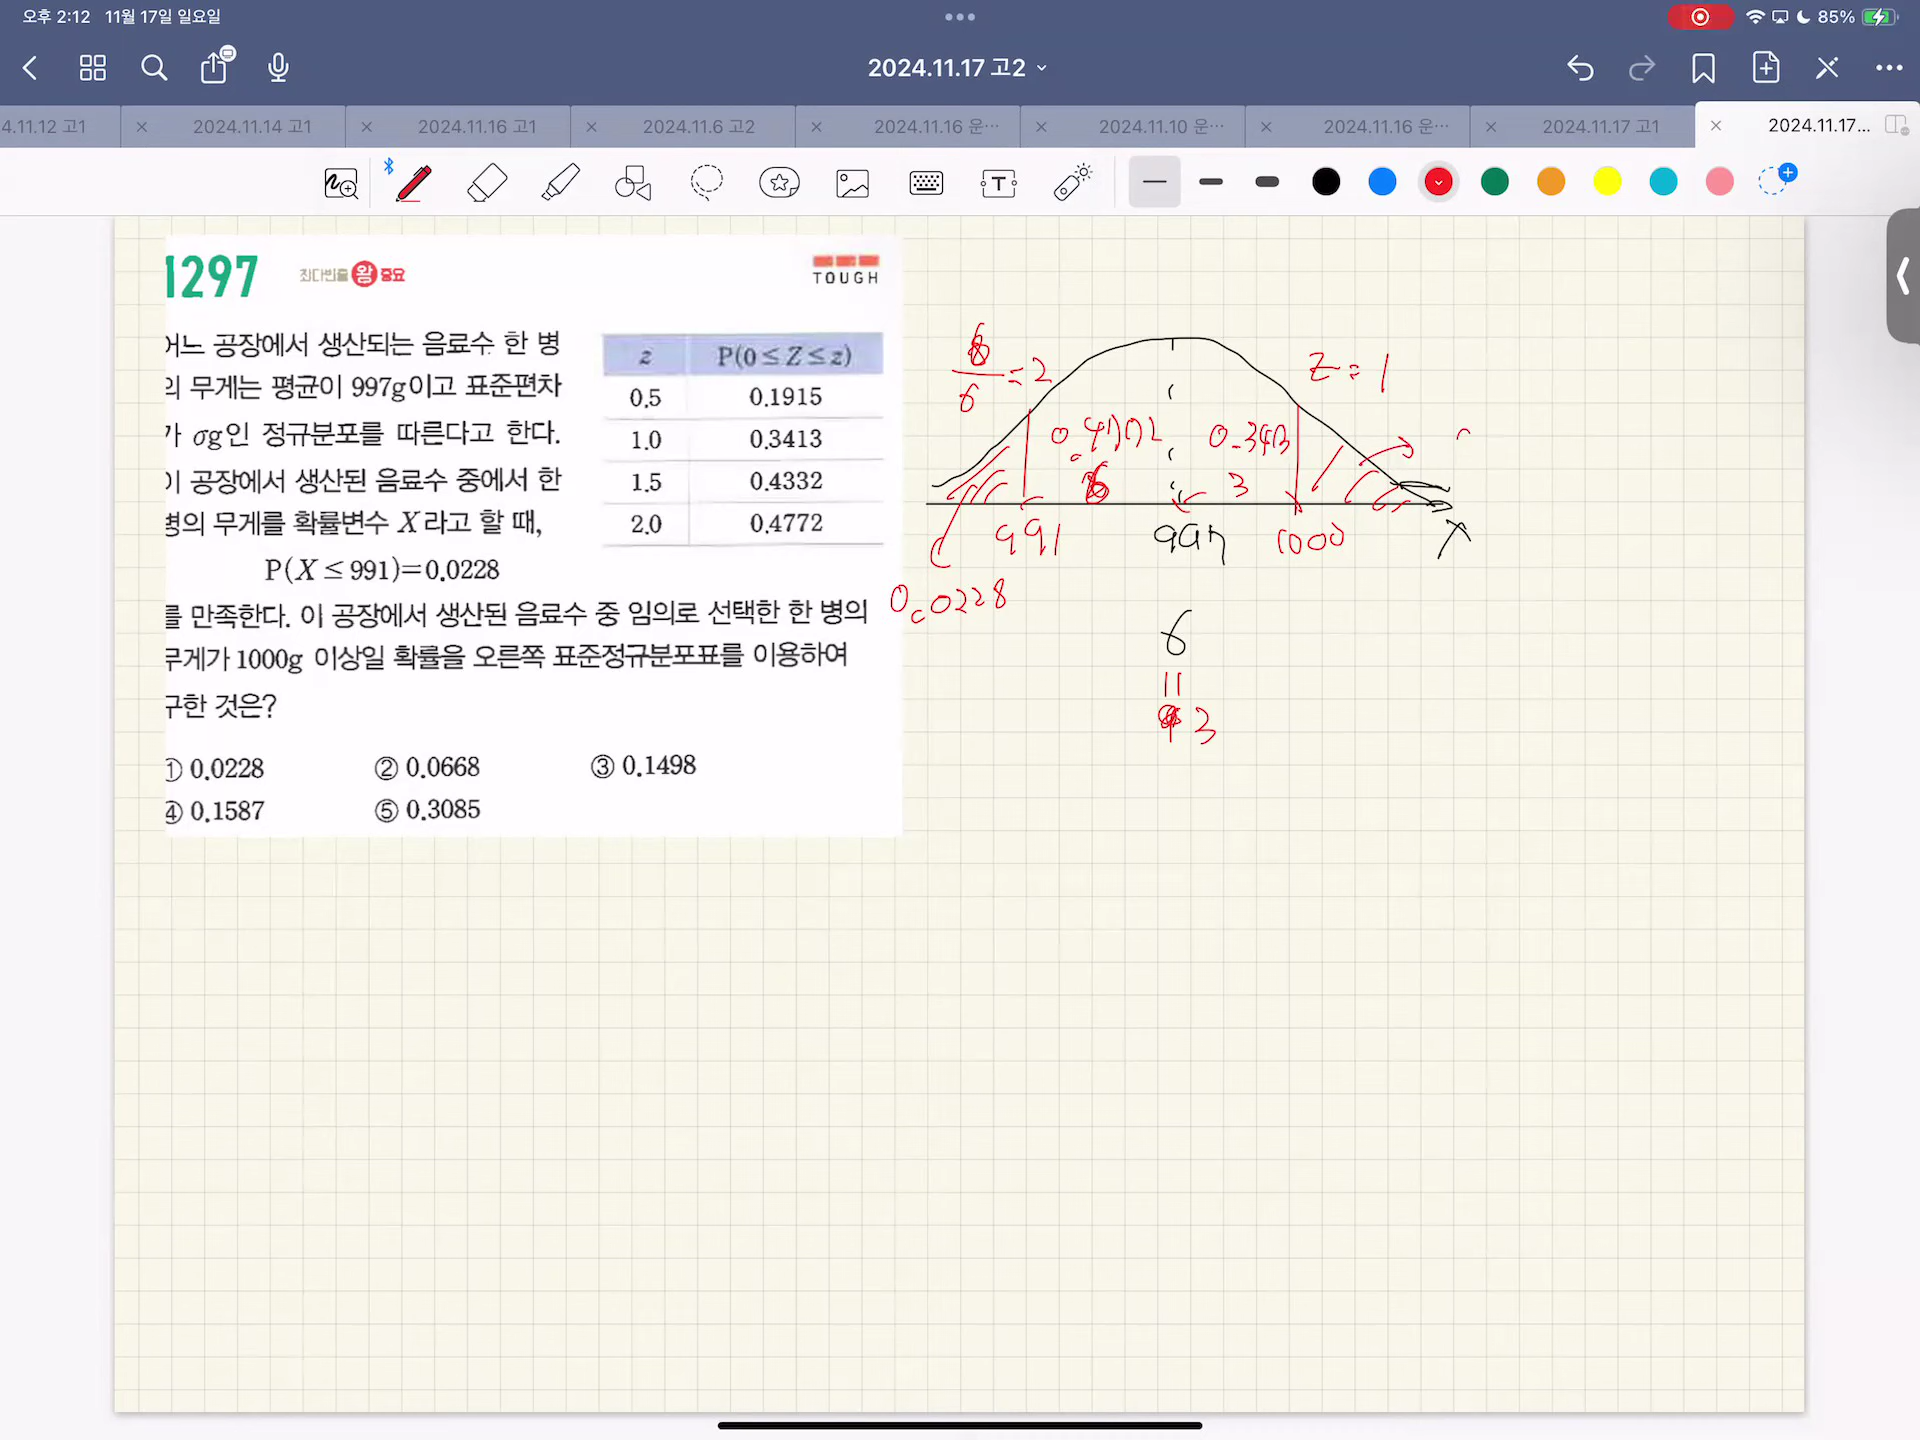 오후 2:12 11월 17일 일요일
85%
2024.11.17 고2
4.11.12 고1
2024.11.14 고1
2024.11.16 고1
2024.11.6 고2
2024.11.16 운…
2024.11.10 운…
2024.11.16 운…
2024.11.17 고1
2024.11.17...
1297
최다빈출 왕 중요
TOUGH
어느 공장에서 생산되는 음료수 한 병
의 무게는 평균이 997g이고 표준편차
가 σg인 정규분포를 따른다고 한다.
이 공장에서 생산된 음료수 중에서 한
병의 무게를 확률변수 X라고 할 때,
P(X≤991)=0.0228
를 만족한다. 이 공장에서 생산된 음료수 중 임의로 선택한 한 병의
무게가 1000g 이상일 확률을 오른쪽 표준정규분포표를 이용하여
구한 것은?
z P(0≤Z≤z)
0.5 0.1915
1.0 0.3413
1.5 0.4332
2.0 0.4772
① 0.0228 ② 0.0668 ③ 0.1498
④ 0.1587 ⑤ 0.3085
=2
z=1
3
991 997 1000 X
0.0228
3